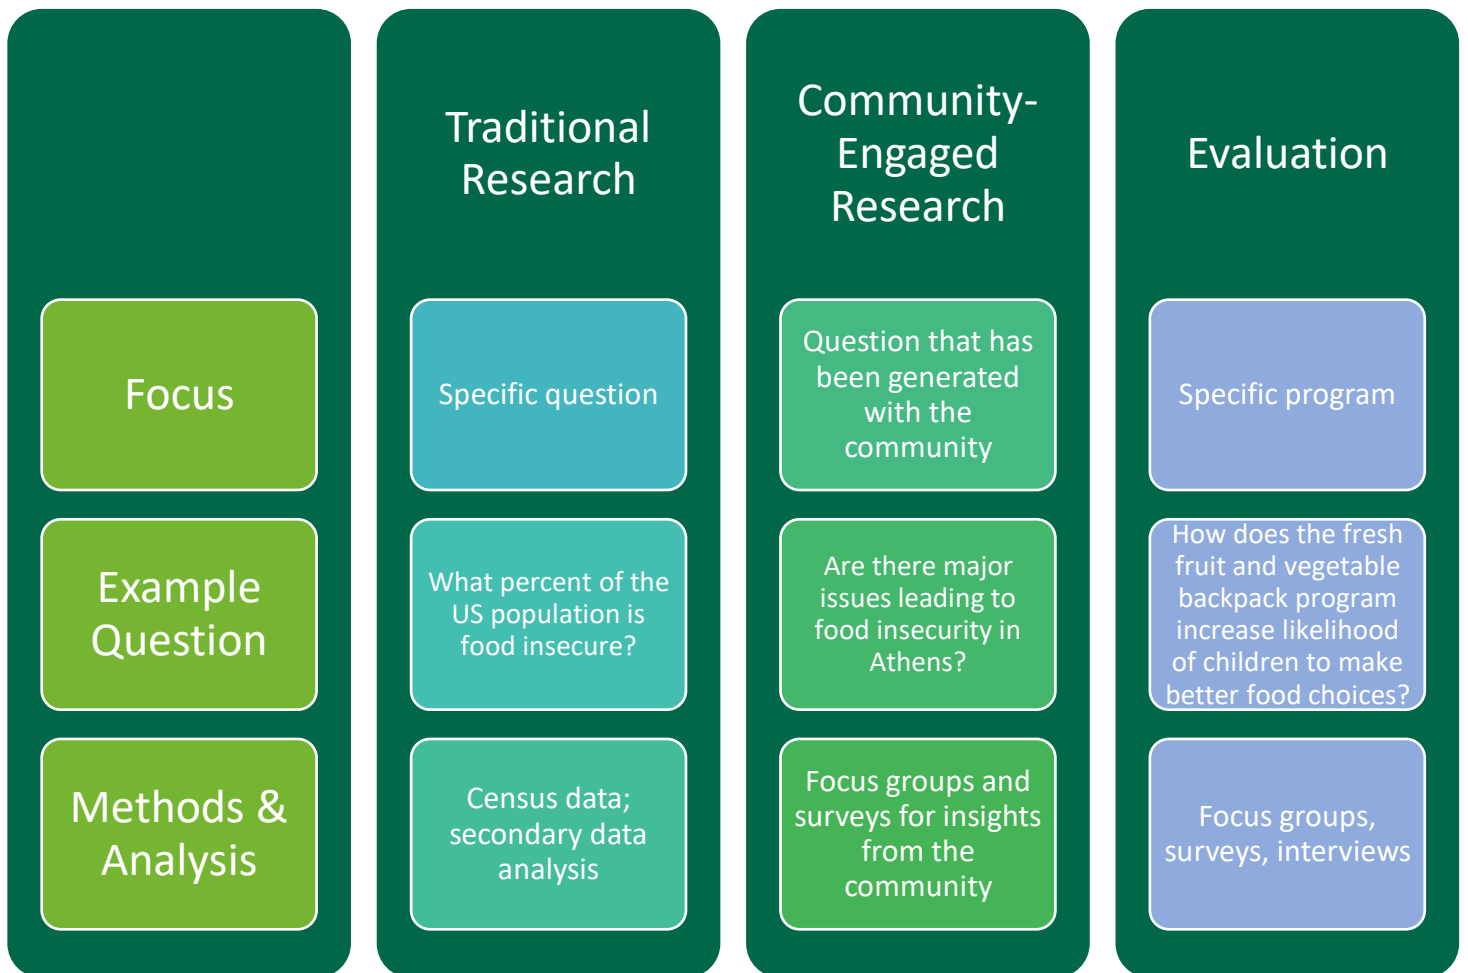 Traditional
Research
Community-
Engaged
Research
Evaluation
Focus
Specific question
Question that has
been generated
with the
community
Specific program
Example
Question
What percent of the
US population is
food insecure?
Are there major
issues leading to
food insecurity in
Athens?
How does the fresh
fruit and vegetable
backpack program
increase likelihood
of children to make
better food choices?
Methods &
Analysis
Census data;
secondary data
analysis
Focus groups and
surveys for insights
from the
community
Focus groups,
surveys, interviews